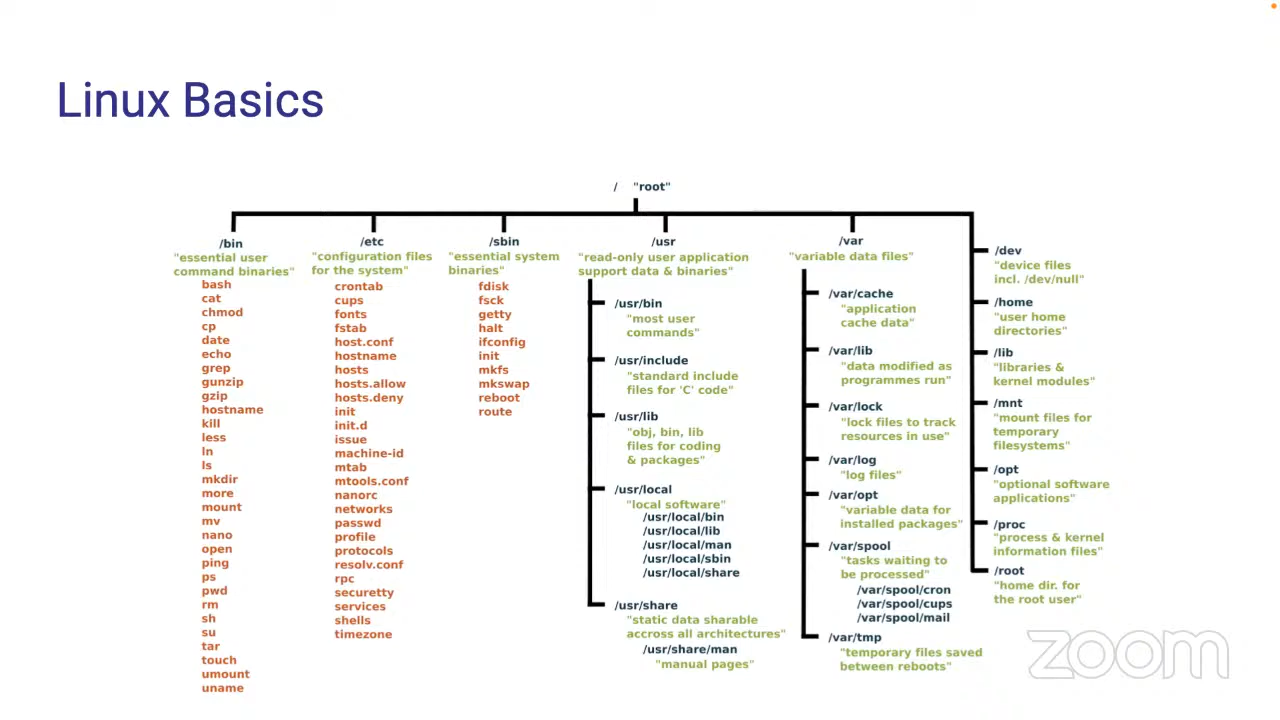 Linux Basics
/ "root"
/bin
"essential user
command binaries"
bash
cat
chmod
cp
date
echo
grep
gunzip
gzip
hostname
kill
less
ln
ls
mkdir
more
mount
mv
nano
open
ping
ps
pwd
rm
sh
su
tar
touch
umount
uname
/etc
"configuration files
for the system"
crontab
cups
fonts
fstab
host.conf
hostname
hosts
hosts.allow
hosts.deny
init
init.d
issue
machine-id
mtab
mtools.conf
nanorc
networks
passwd
profile
protocols
resolv.conf
rpc
securetty
services
shells
timezone
/sbin
"essential system
binaries"
fdisk
fsck
getty
halt
ifconfig
init
mkfs
mkswap
reboot
route
/usr
"read-only user application
support data & binaries"
/usr/bin
"most user
commands"
/usr/include
"standard include
files for 'C' code"
/usr/lib
"obj, bin, lib
files for coding
& packages"
/usr/local
"local software"
/usr/local/bin
/usr/local/lib
/usr/local/man
/usr/local/sbin
/usr/local/share
/usr/share
"static data sharable
accross all architectures"
/usr/share/man
"manual pages"
/var
"variable data files"
/var/cache
"application
cache data"
/var/lib
"data modified as
programmes run"
/var/lock
"lock files to track
resources in use"
/var/log
"log files"
/var/opt
"variable data for
installed packages"
/var/spool
"tasks waiting to
be processed"
/var/spool/cron
/var/spool/cups
/var/spool/mail
/var/tmp
"temporary files saved
between reboots"
/dev
"device files
incl. /dev/null"
/home
"user home
directories"
/lib
"libraries &
kernel modules"
/mnt
"mount files for
temporary
filesystems"
/opt
"optional software
applications"
/proc
"process & kernel
information files"
/root
"home dir. for
the root user"
zoom